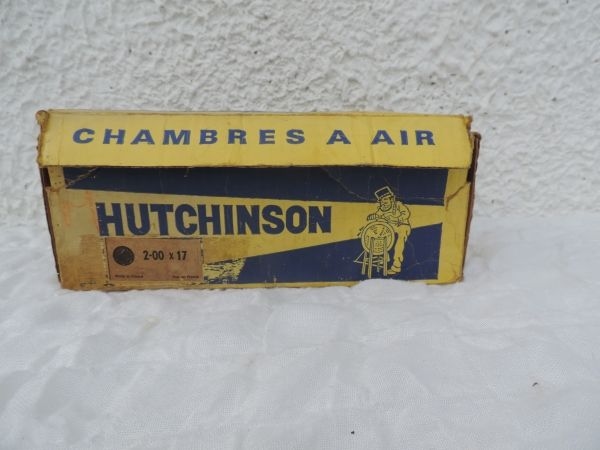 CHAMBRES A AIR
HUTCHINSON
2-00 x 17